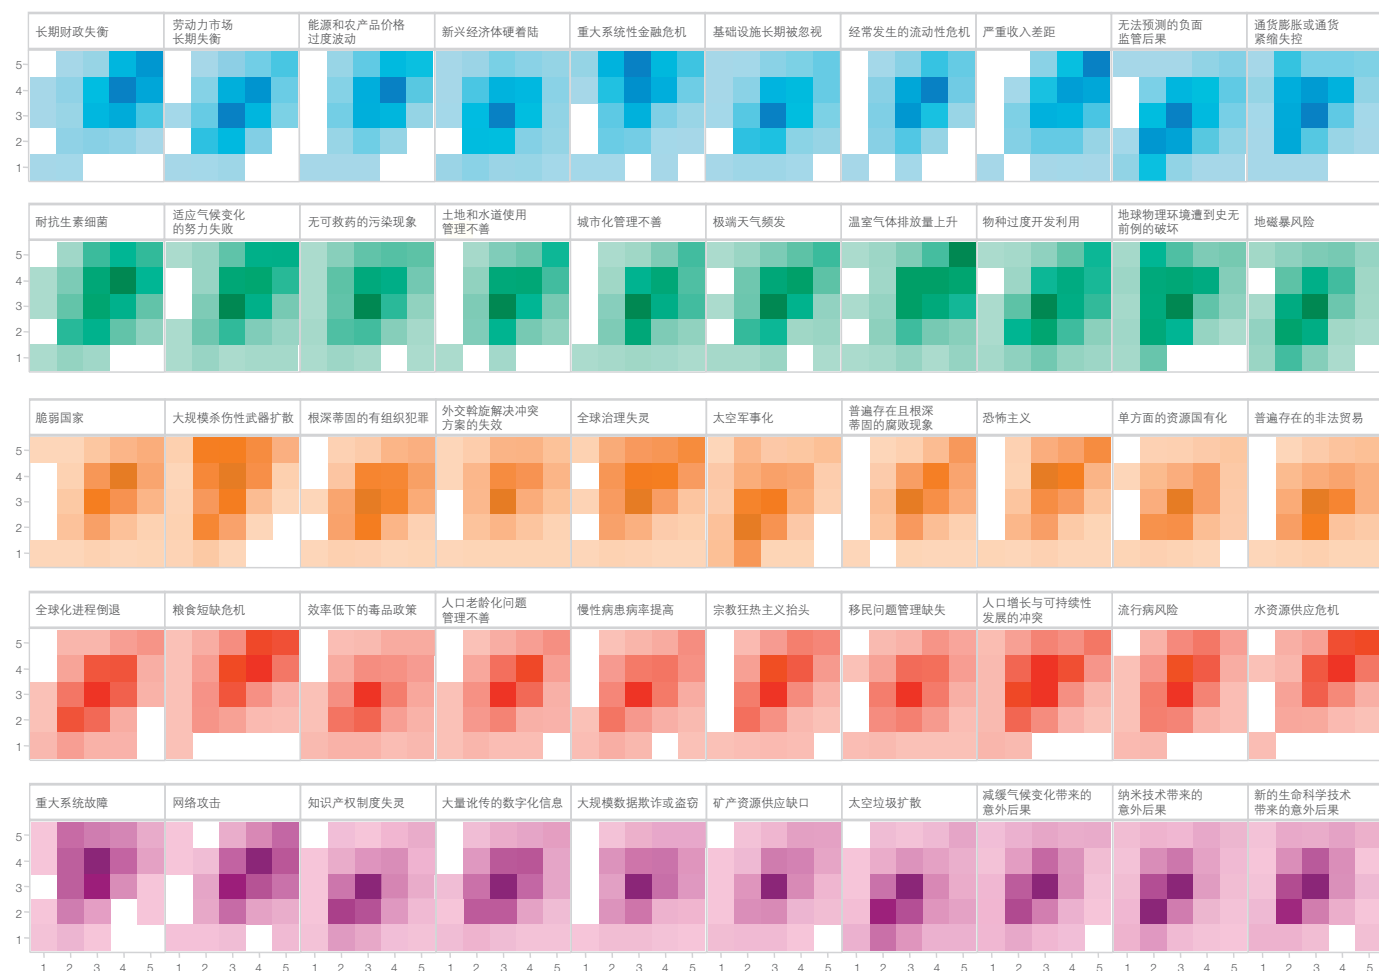 长期财政失衡
劳动力市场
长期失衡
能源和农产品价格
过度波动
新兴经济体硬着陆
重大系统性金融危机
基础设施长期被忽视
经常发生的流动性危机
严重收入差距
无法预测的负面
监管后果
通货膨胀或通货
紧缩失控
5
4
3
2
1
耐抗生素细菌
适应气候变化
的努力失败
无可救药的污染现象
土地和水道使用
管理不善
城市化管理不善
极端天气频发
温室气体排放量上升
物种过度开发利用
地球物理环境遭到史无
前例的破坏
地磁暴风险
5
4
3
2
1
脆弱国家
大规模杀伤性武器扩散
根深蒂固的有组织犯罪
外交斡旋解决冲突
方案的失效
全球治理失灵
太空军事化
普遍存在且根深
蒂固的腐败现象
恐怖主义
单方面的资源国有化
普遍存在的非法贸易
5
4
3
2
1
全球化进程倒退
粮食短缺危机
效率低下的毒品政策
人口老龄化问题
管理不善
慢性病患病率提高
宗教狂热主义抬头
移民问题管理缺失
人口增长与可持续性
发展的冲突
流行病风险
水资源供应危机
5
4
3
2
1
重大系统故障
网络攻击
知识产权制度失灵
大量讹传的数字化信息
大规模数据欺诈或盗窃
矿产资源供应缺口
太空垃圾扩散
减缓气候变化带来的
意外后果
纳米技术带来的
意外后果
新的生命科学技术
带来的意外后果
5
4
3
2
1
1 2 3 4 5 1 2 3 4 5 1 2 3 4 5 1 2 3 4 5 1 2 3 4 5 1 2 3 4 5 1 2 3 4 5 1 2 3 4 5 1 2 3 4 5 1 2 3 4 5